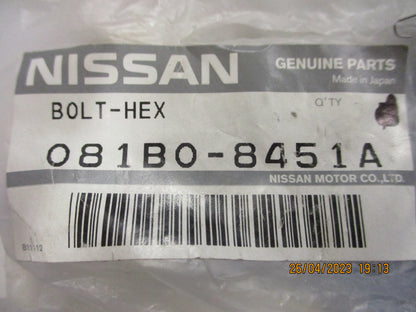 NISSAN
GENUINE PARTS
Made in Japan
BOLT-HEX
Q'TY
081B0-8451A
NISSAN MOTOR CO.,LTD.
25/04/2023 19:13